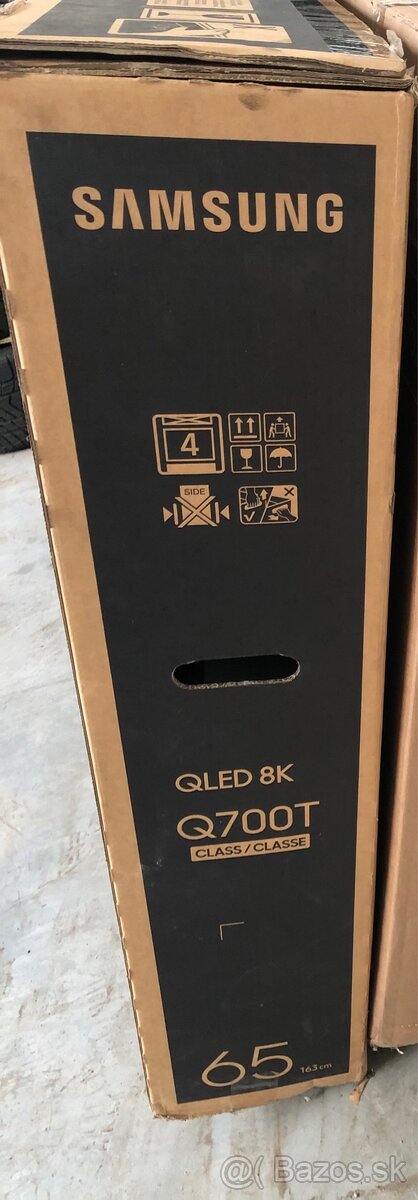 SAMSUNG
4
SIDE
QLED 8K
Q700T
CLASS / CLASSE
65 163 cm
@( Bazos.sk